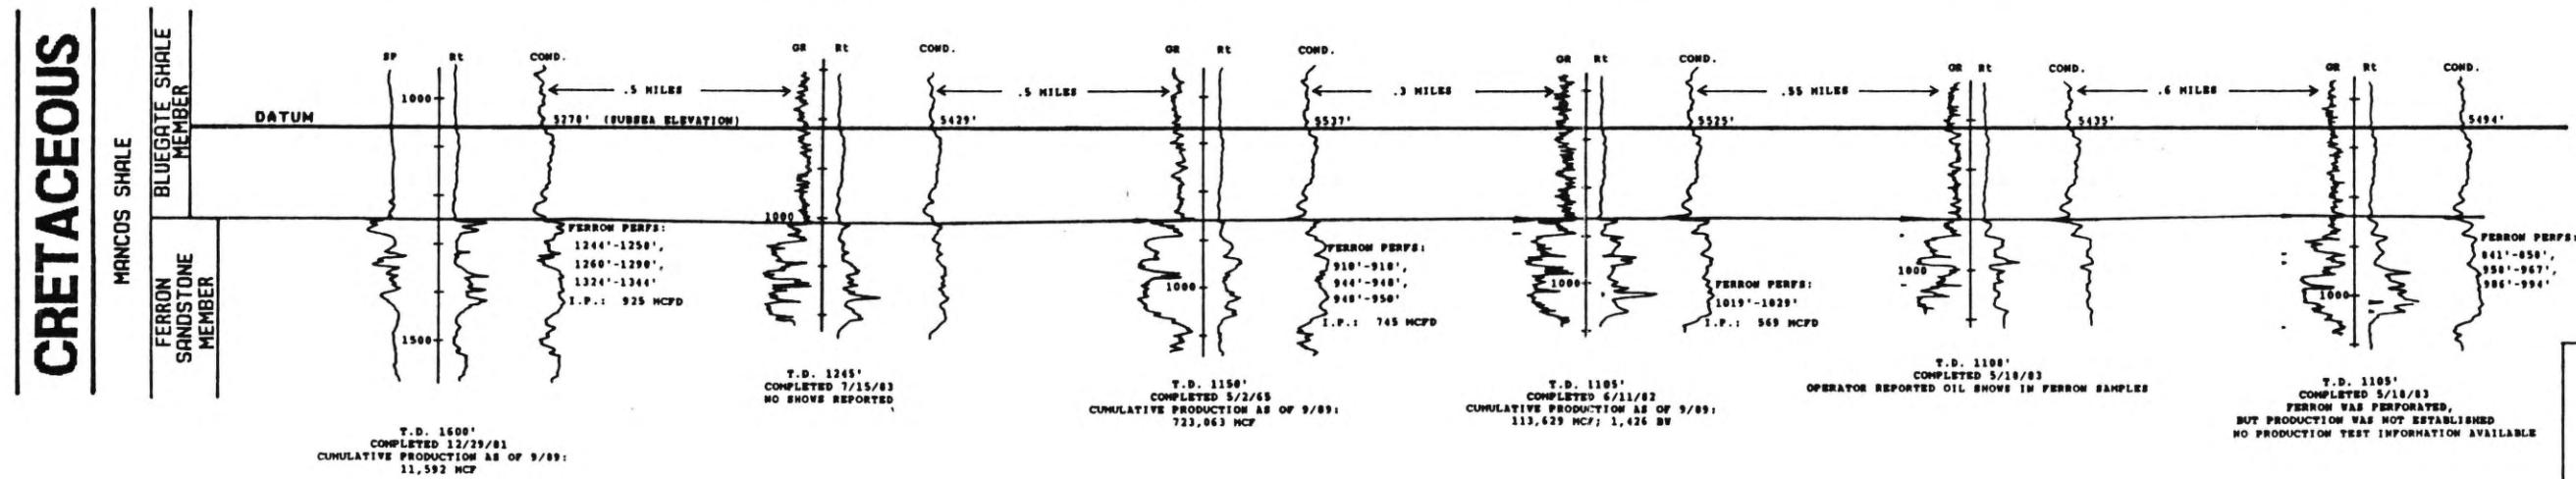 CRETACEOUS
MANCOS SHALE
BLUEGATE SHALE
MEMBER
FERRON
SANDSTONE
MEMBER
DATUM
SP
Rt
COND.
1000
1500
5278' (SUBSEA ELEVATION)
.5 MILES
FERRON PERFS:
1244'-1250',
1260'-1290',
1324'-1344'
I.P.: 925 MCFD
T.D. 1600'
COMPLETED 12/29/81
CUMULATIVE PRODUCTION AS OF 9/89:
11,592 MCF
GR
Rt
COND.
1000
5429'
.5 MILES
T.D. 1245'
COMPLETED 7/15/83
NO SHOWS REPORTED
GR
Rt
COND.
1000
5537'
.3 MILES
FERRON PERFS:
910'-918',
944'-948',
948'-950'
I.P.: 745 MCFD
T.D. 1150'
COMPLETED 5/2/65
CUMULATIVE PRODUCTION AS OF 9/89:
723,063 MCF
GR
Rt
COND.
1000
5525'
.55 MILES
FERRON PERFS:
1019'-1029'
I.P.: 569 MCFD
T.D. 1105'
COMPLETED 6/11/82
CUMULATIVE PRODUCTION AS OF 9/89:
113,629 MCF; 1,426 BW
GR
Rt
COND.
1000
5435'
.6 MILES
T.D. 1100'
COMPLETED 5/18/83
OPERATOR REPORTED OIL SHOWS IN FERRON SAMPLES
GR
Rt
COND.
1000
5494'
FERRON PERFS:
841'-850',
950'-967',
986'-994'
T.D. 1105'
COMPLETED 5/18/83
FERRON WAS PERFORATED,
BUT PRODUCTION WAS NOT ESTABLISHED
NO PRODUCTION TEST INFORMATION AVAILABLE